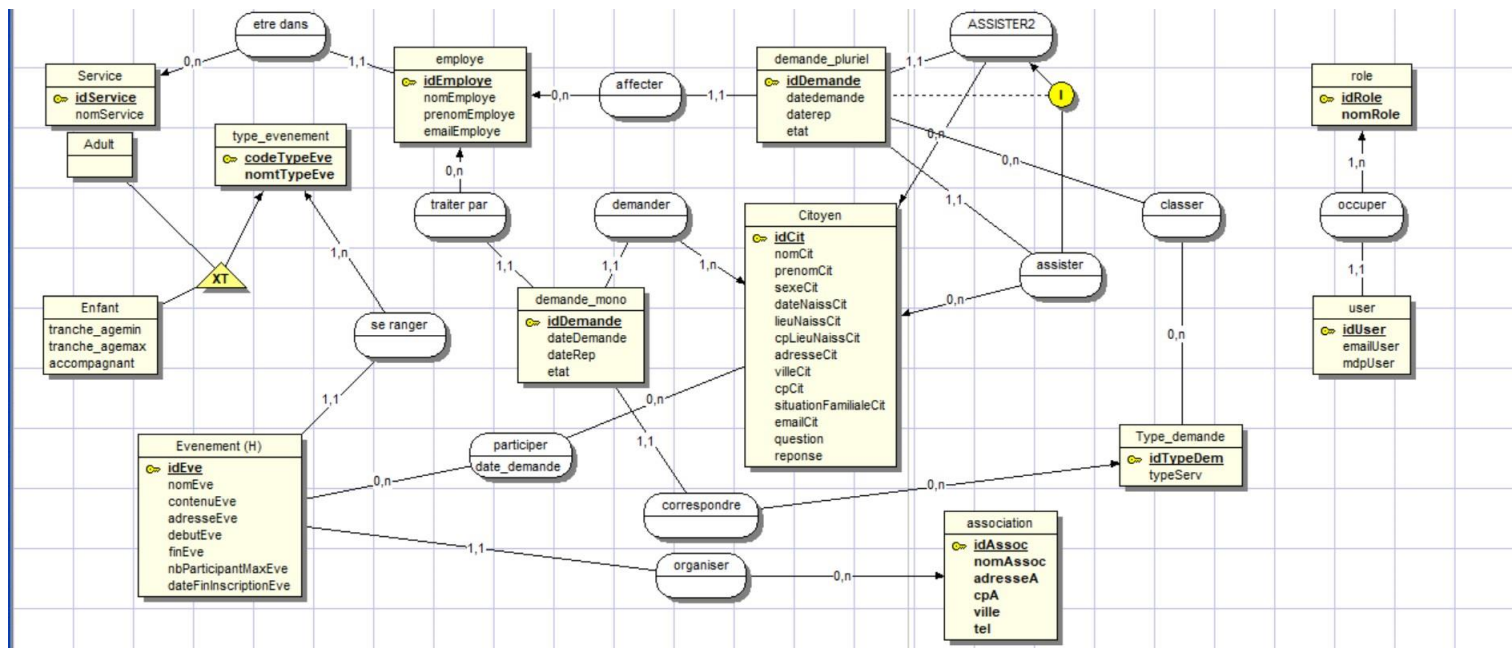 etre dans
ASSISTER2
0,n
1,1
Service
idService
nomService
employe
idEmploye
nomEmploye
prenomEmploye
emailEmploye
affecter
0,n
1,1
demande_pluriel
idDemande
datedemande
daterep
etat
1,1
I
role
idRole
nomRole
Adult
type_evenement
codeTypeEve
nomtTypeEve
0,n
0,n
0,n
1,n
traiter par
demander
1,1
classer
occuper
Citoyen
idCit
nomCit
prenomCit
sexeCit
dateNaissCit
lieuNaissCit
cpLieuNaissCit
adresseCit
villeCit
cpCit
situationFamilialeCit
emailCit
question
reponse
1,n
1,1
1,1
1,n
assister
1,1
XT
Enfant
tranche_agemin
tranche_agemax
accompagnant
se ranger
demande_mono
idDemande
dateDemande
dateRep
etat
0,n
user
idUser
emailUser
mdpUser
0,n
1,1
0,n
Evenement (H)
idEve
nomEve
contenuEve
adresseEve
debutEve
finEve
nbParticipantMaxEve
dateFinInscriptionEve
participer
date_demande
1,1
Type_demande
idTypeDem
typeServ
0,n
0,n
correspondre
1,1
organiser
0,n
association
idAssoc
nomAssoc
adresseA
cpA
ville
tel